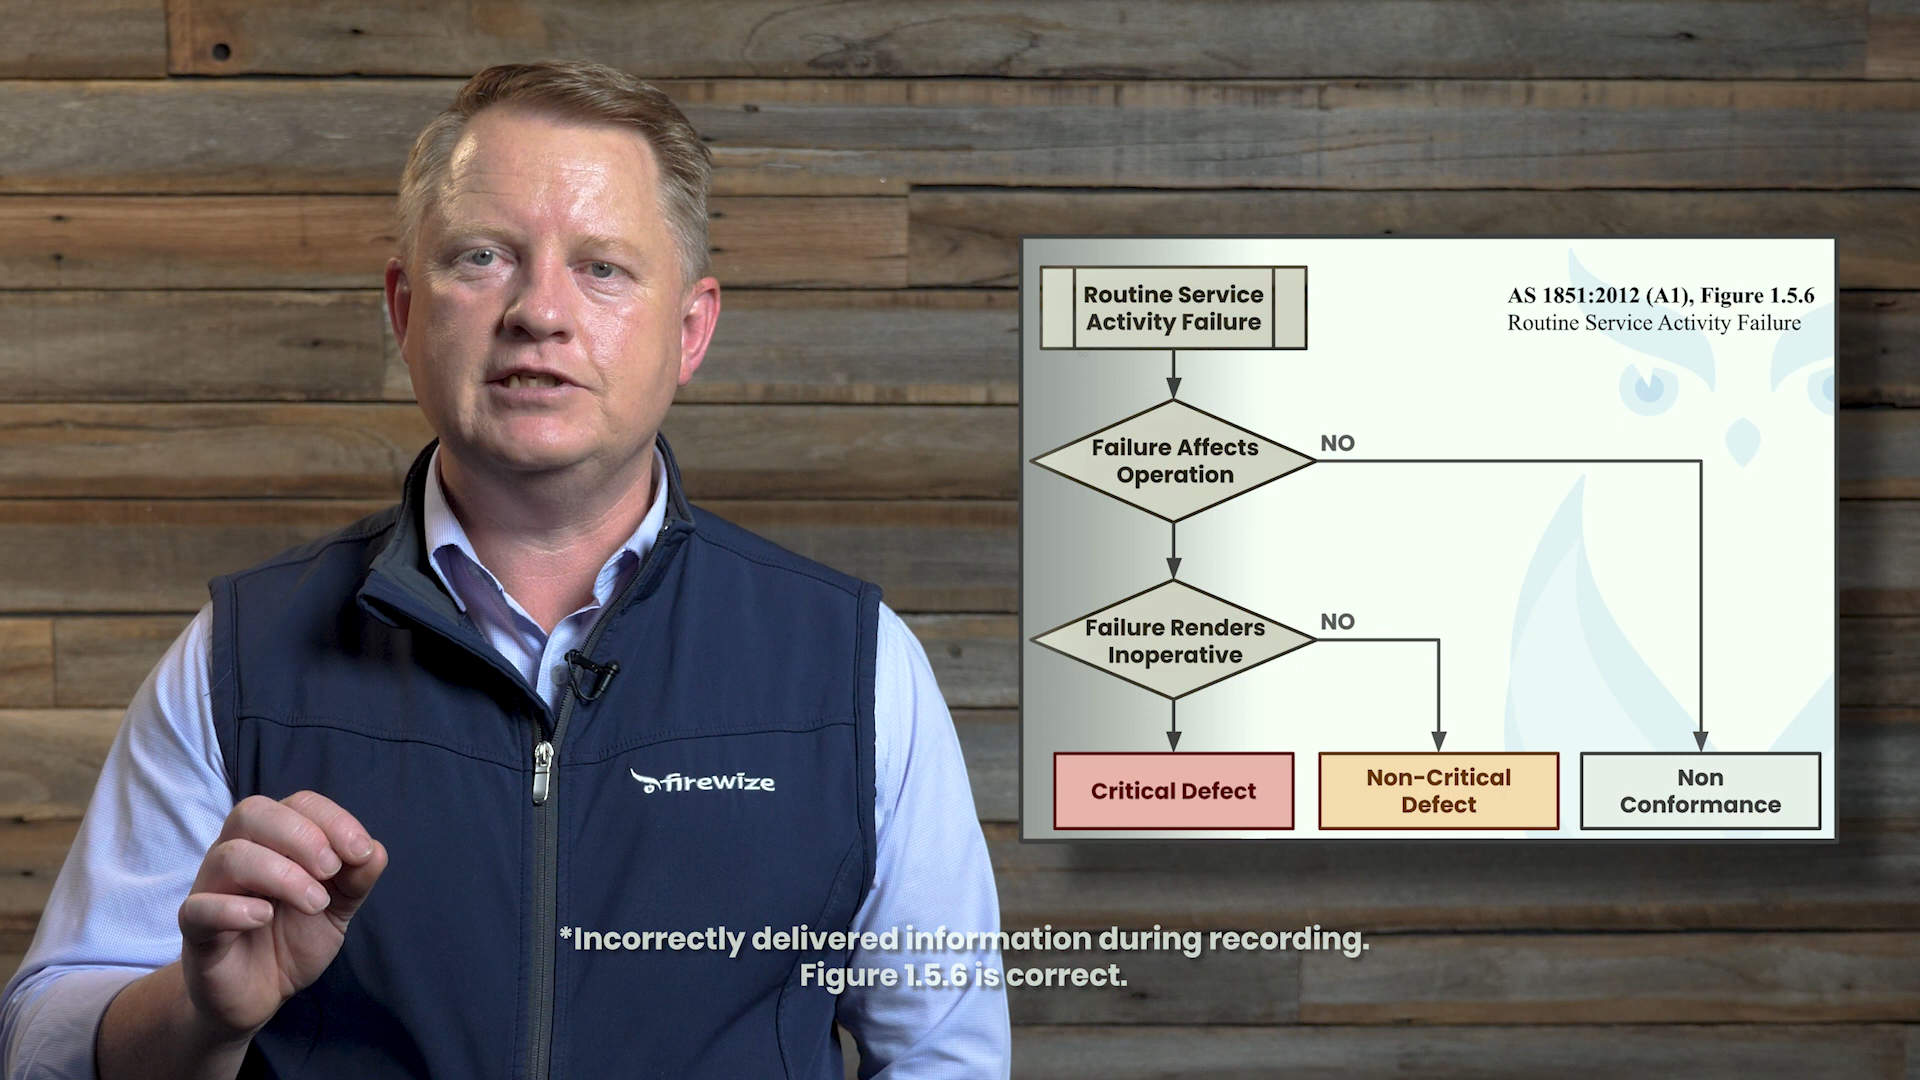 Routine Service
Activity Failure
AS 1851:2012 (A1), Figure 1.5.6
Routine Service Activity Failure
Failure Affects
Operation
NO
Failure Renders
Inoperative
NO
Critical Defect
Non-Critical
Defect
Non
Conformance
firewize
*Incorrectly delivered information during recording.
Figure 1.5.6 is correct.